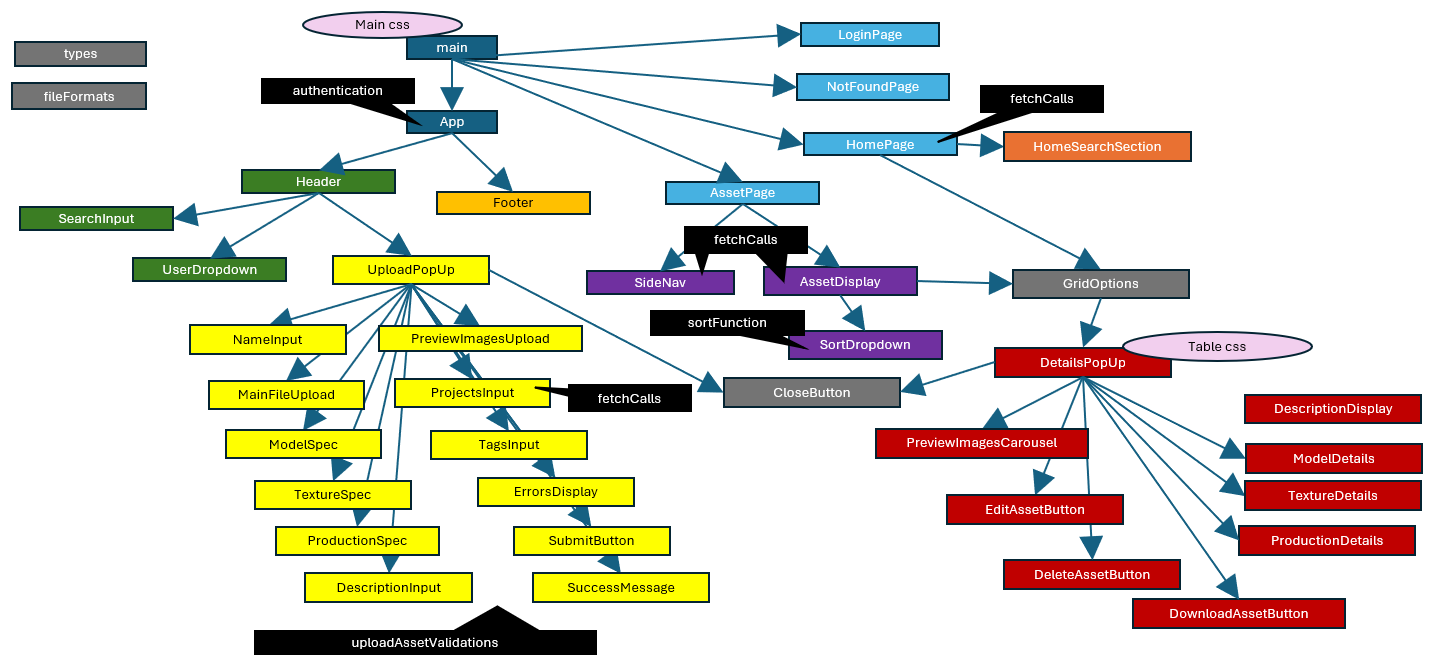 Main css
main
LoginPage
types
fileFormats
authentication
NotFoundPage
fetchCalls
App
HomePage
HomeSearchSection
Header
AssetPage
SearchInput
Footer
fetchCalls
UserDropdown
UploadPopUp
SideNav
AssetDisplay
GridOptions
sortFunction
NameInput
PreviewImagesUpload
SortDropdown
Table css
DetailsPopUp
MainFileUpload
ProjectsInput
fetchCalls
CloseButton
DescriptionDisplay
ModelSpec
TagsInput
PreviewImagesCarousel
ModelDetails
TextureSpec
ErrorsDisplay
EditAssetButton
TextureDetails
ProductionSpec
SubmitButton
ProductionDetails
DescriptionInput
SuccessMessage
DeleteAssetButton
DownloadAssetButton
uploadAssetValidations